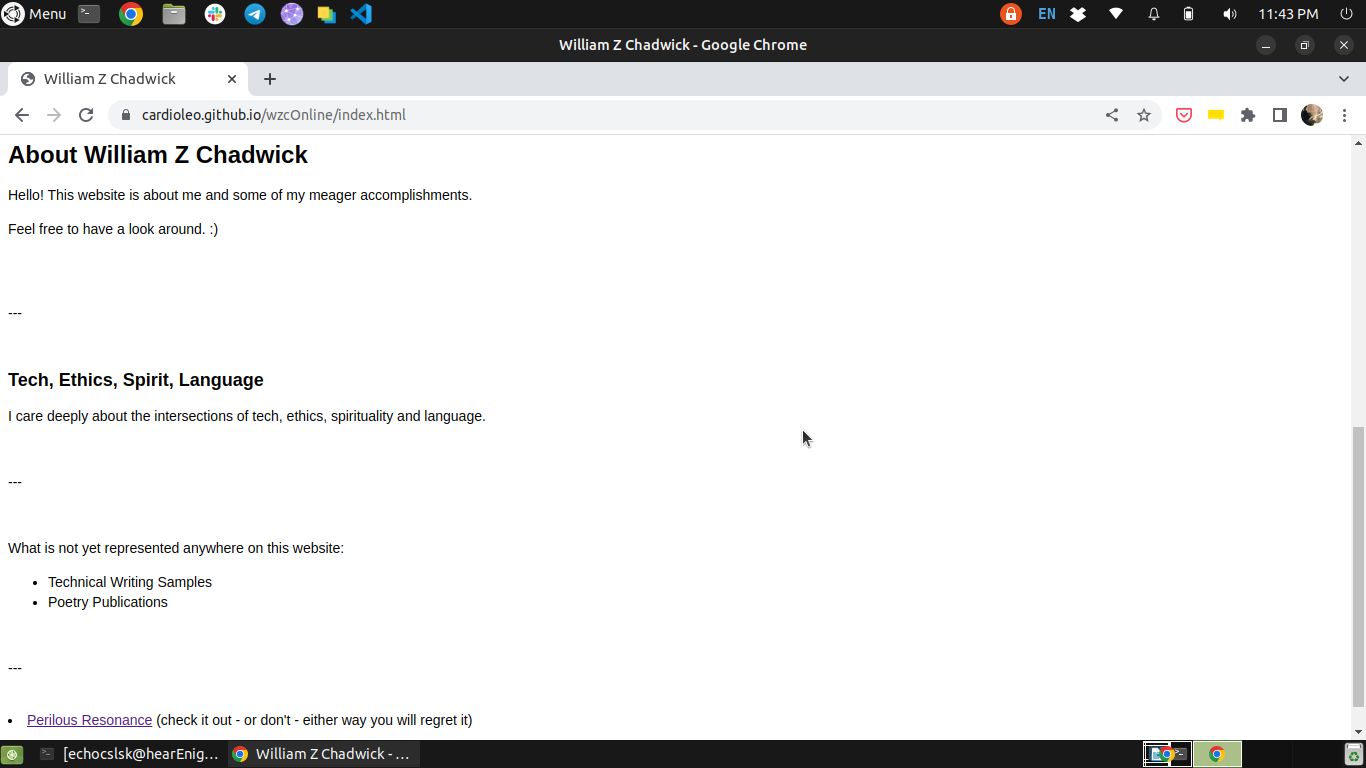 Menu
EN
11:43 PM
William Z Chadwick - Google Chrome
William Z Chadwick
cardioleo.github.io/wzcOnline/index.html
About William Z Chadwick
Hello! This website is about me and some of my meager accomplishments.
Feel free to have a look around. :)
---
Tech, Ethics, Spirit, Language
I care deeply about the intersections of tech, ethics, spirituality and language.
---
What is not yet represented anywhere on this website:
• Technical Writing Samples
• Poetry Publications
---
• Perilous Resonance (check it out - or don't - either way you will regret it)
[echocslsk@hearEnig...
William Z Chadwick - ...